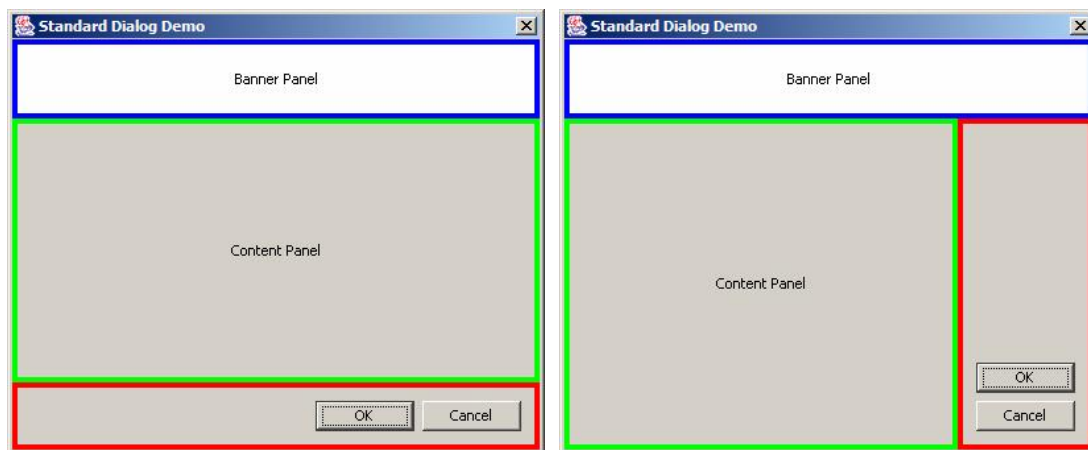 Standard Dialog Demo
Banner Panel
Content Panel
OK
Cancel
Standard Dialog Demo
Banner Panel
Content Panel
OK
Cancel